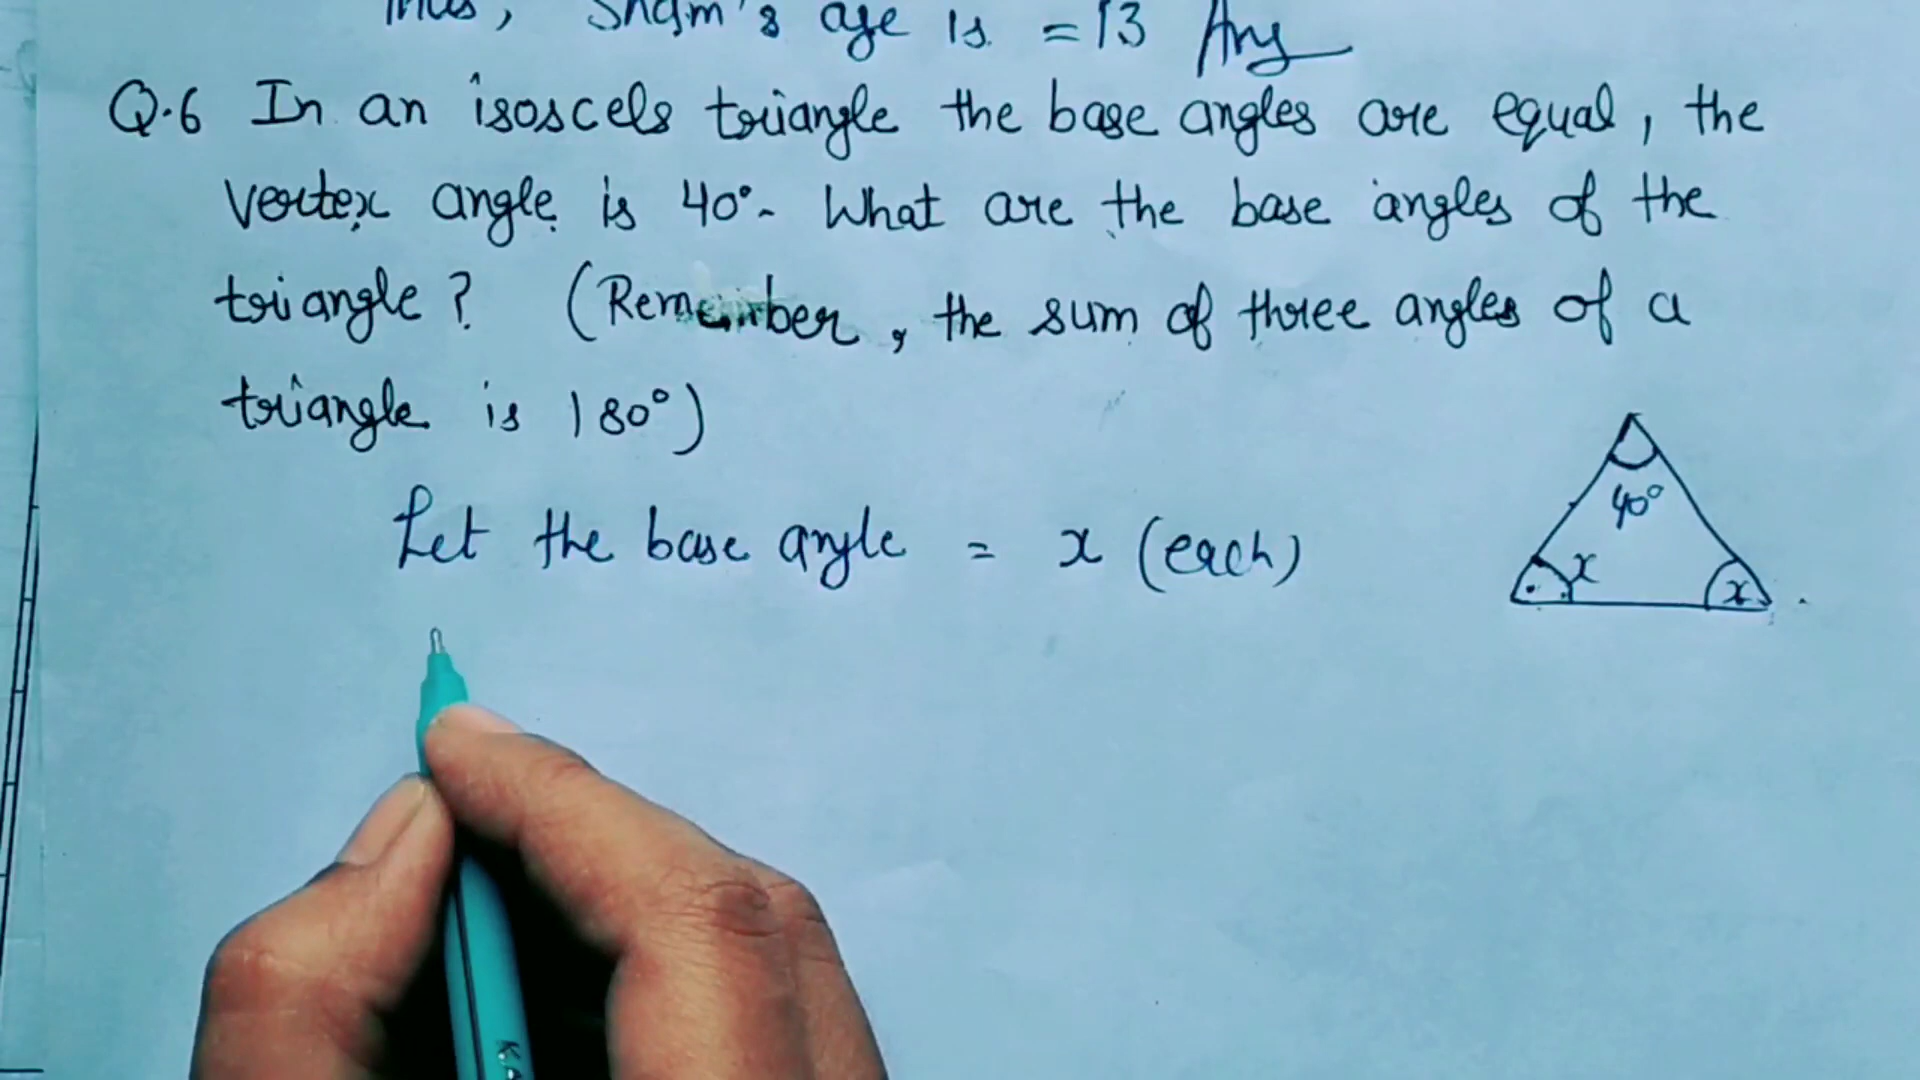 Thus, Sham's age is = 13 Ans
Q.6 In an isoscels triangle the base angles are equal, the
vertex angle is 40°. What are the base angles of the
triangle? (Remember, the sum of three angles of a
triangle is 180°)
40°
Let the base angle = x (each)
x
x